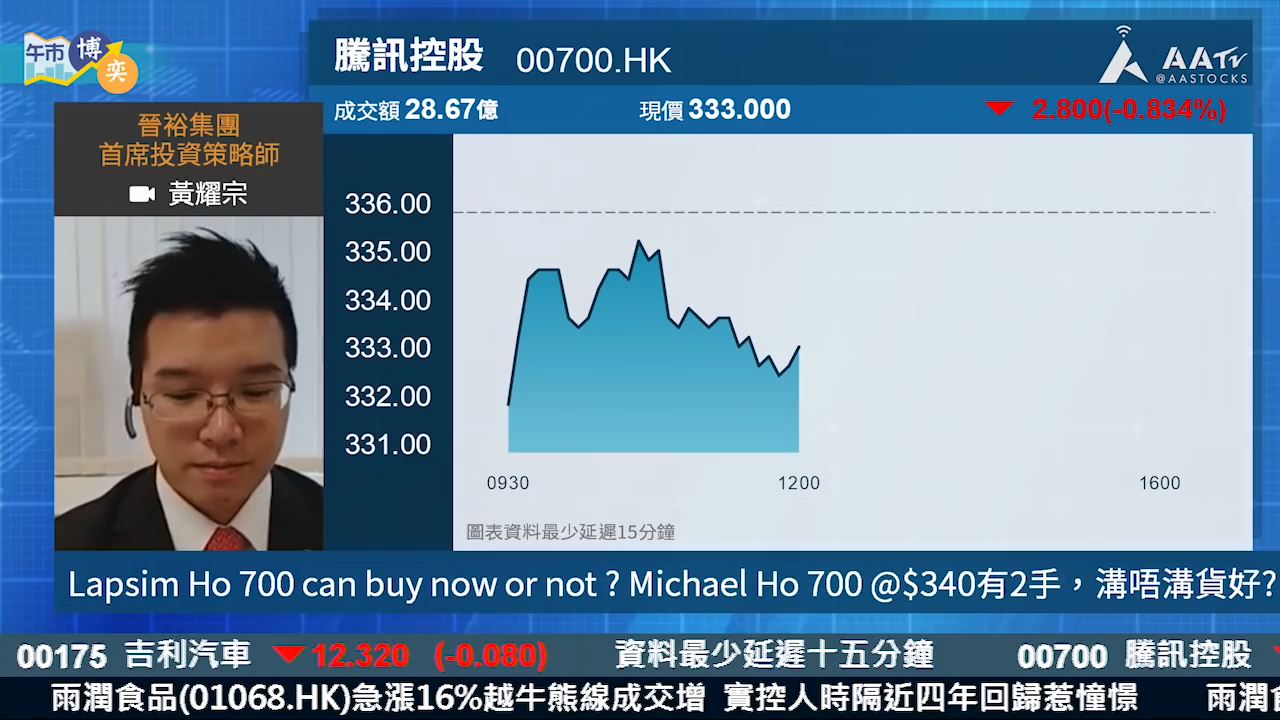 午市
博
奕
騰訊控股 00700.HK
AATV
@AASTOCKS
成交額 28.67億 現價 333.000 2.800(-0.834%)
晉裕集團
首席投資策略師
黃耀宗
336.00
335.00
334.00
333.00
332.00
331.00
0930 1200 1600
圖表資料最少延遲15分鐘
Lapsim Ho 700 can buy now or not ? Michael Ho 700 @$340有2手，溝唔溝貨好?
00175 吉利汽車 12.320 (-0.080) 資料最少延遲十五分鐘 00700 騰訊控股
雨潤食品(01068.HK)急漲16%越牛熊線成交增 實控人時隔近四年回歸惹憧憬 雨潤食